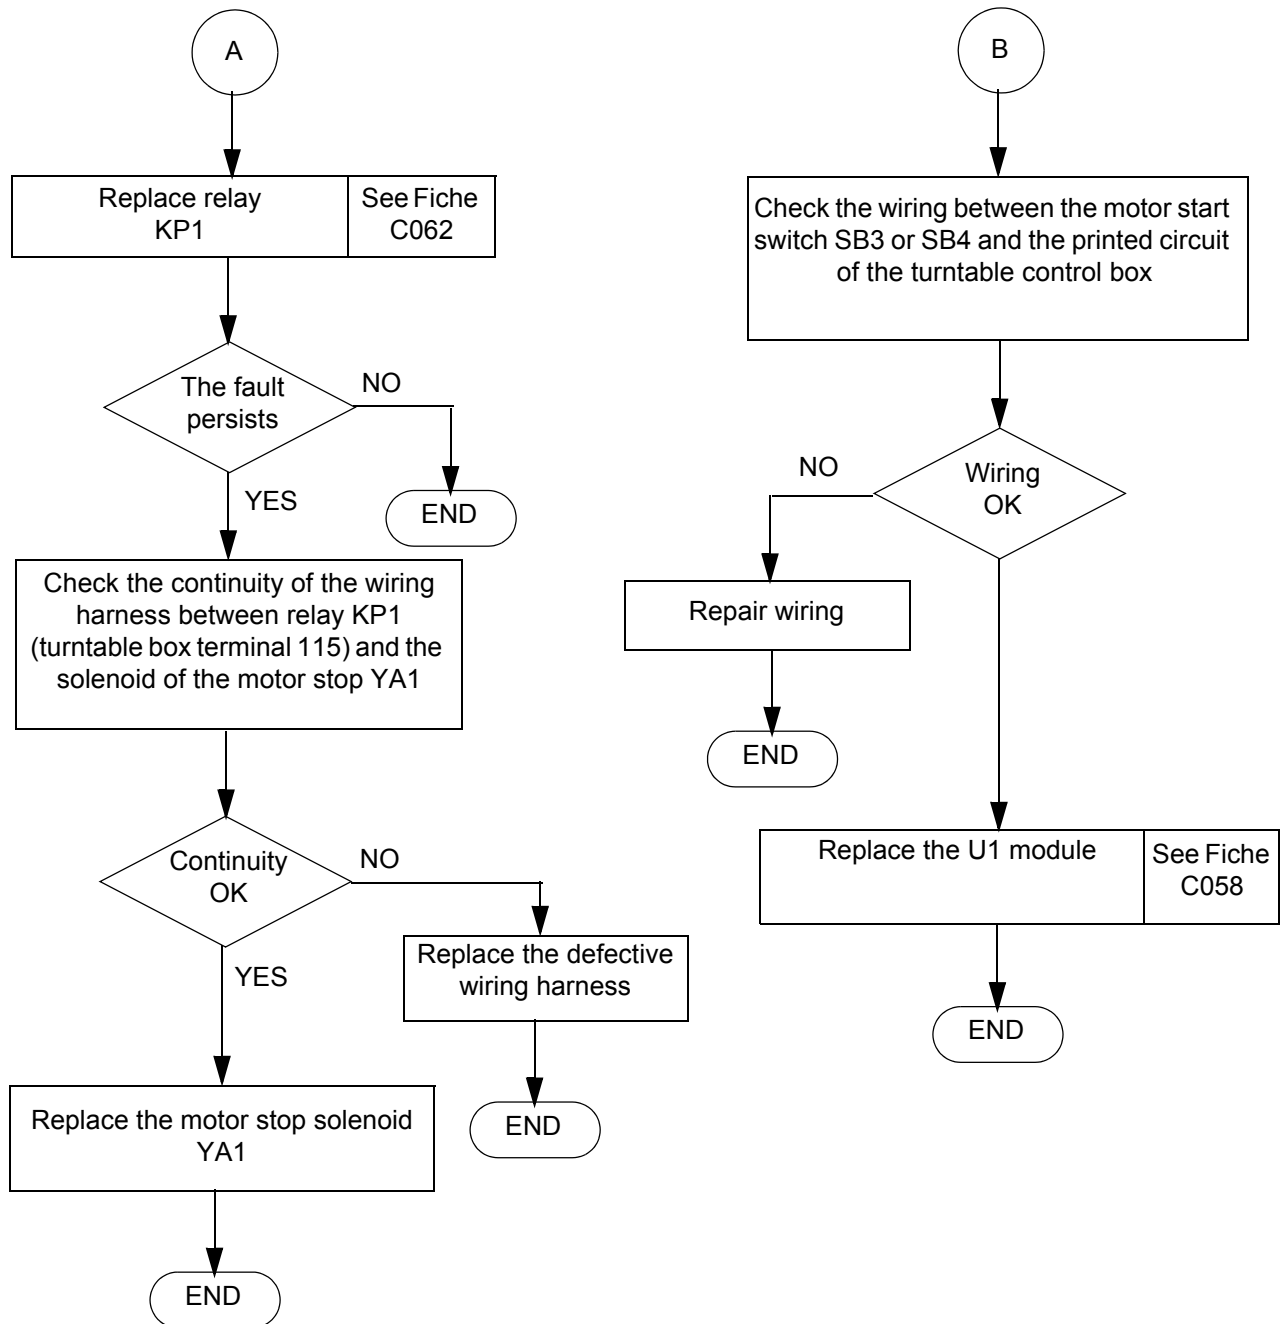 A
Replace relay
KP1
See Fiche
C062
The fault
persists
NO
END
YES
Check the continuity of the wiring
harness between relay KP1
(turntable box terminal 115) and the
solenoid of the motor stop YA1
Continuity
OK
NO
Replace the defective
wiring harness
END
YES
Replace the motor stop solenoid
YA1
END
B
Check the wiring between the motor start
switch SB3 or SB4 and the printed circuit
of the turntable control box
Wiring
OK
NO
Repair wiring
END
Replace the U1 module
See Fiche
C058
END